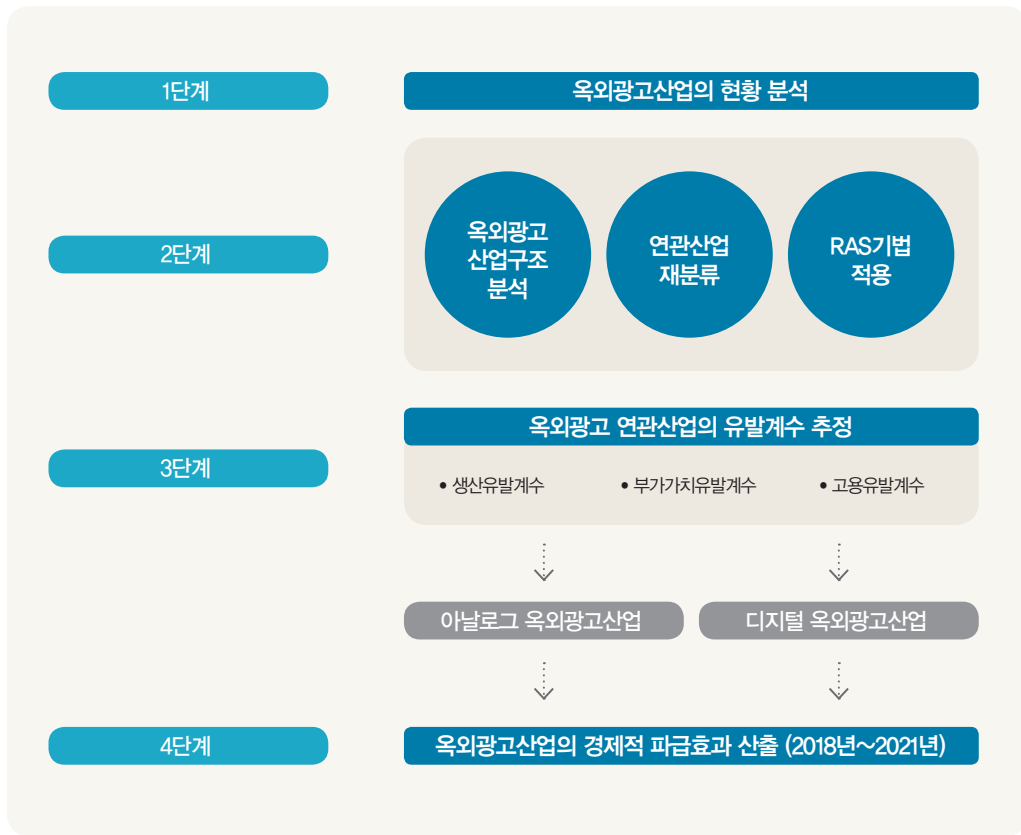 1단계
옥외광고산업의 현황 분석
2단계
옥외광고
산업구조
분석
연관산업
재분류
RAS기법
적용
3단계
옥외광고 연관산업의 유발계수 추정
• 생산유발계수
• 부가가치유발계수
• 고용유발계수
아날로그 옥외광고산업
디지털 옥외광고산업
4단계
옥외광고산업의 경제적 파급효과 산출 (2018년~2021년)